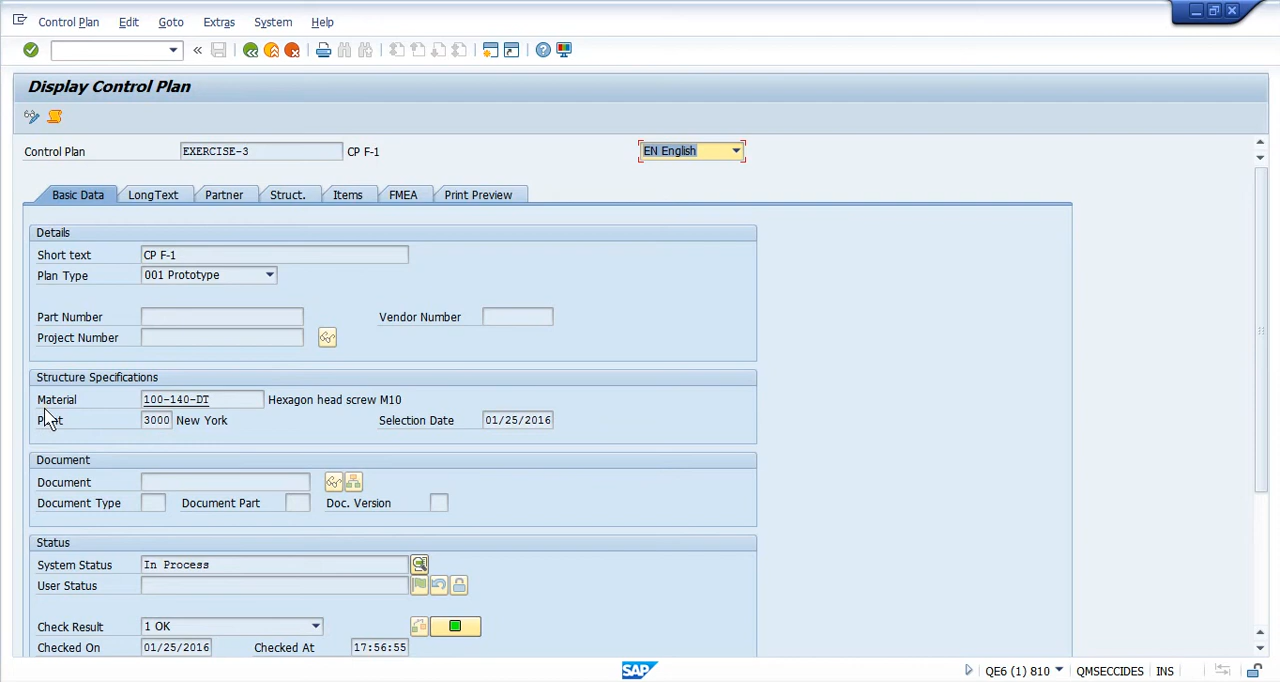 Control Plan Edit Goto Extras System Help
Display Control Plan
Control Plan EXERCISE-3 CP F-1 EN English
Basic Data LongText Partner Struct. Items FMEA Print Preview
Details
Short text CP F-1
Plan Type 001 Prototype
Part Number Vendor Number
Project Number
Structure Specifications
Material 100-140-DT Hexagon head screw M10
3000 New York Selection Date 01/25/2016
Document
Document
Document Type Document Part Doc. Version
Status
System Status In Process
User Status
Check Result 1 OK
Checked On 01/25/2016 Checked At 17:56:55
SAP QE6 (1) 810 QMSECCIDES INS